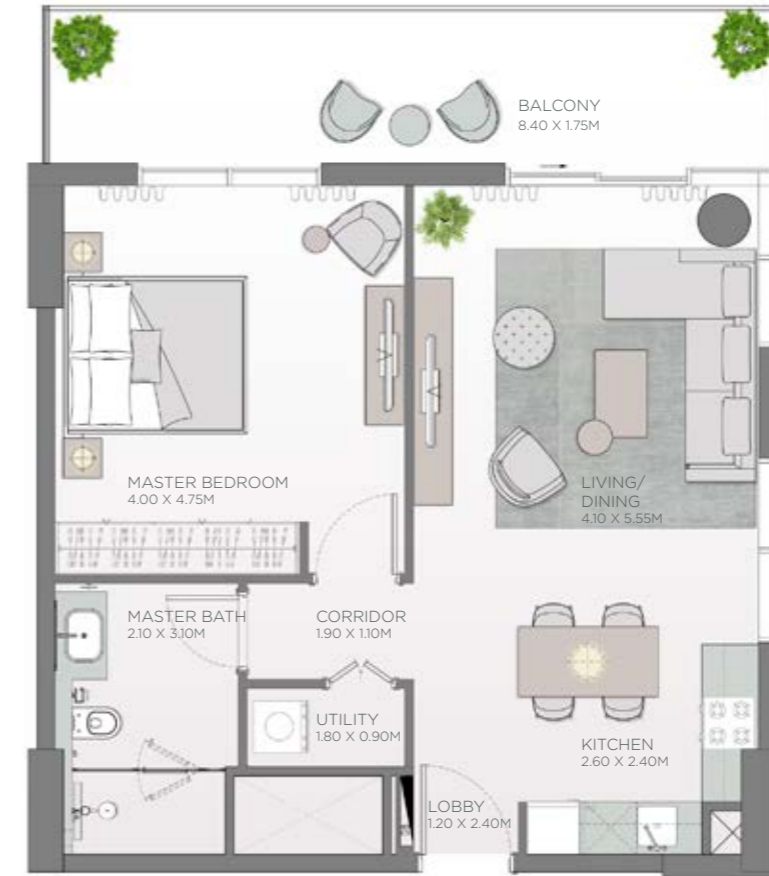 BALCONY
8.40 X 1.75M
MASTER BEDROOM
4.00 X 4.75M
LIVING/
DINING
4.10 X 5.55M
MASTER BATH
2.10 X 3.10M
CORRIDOR
1.90 X 1.10M
UTILITY
1.80 X 0.90M
KITCHEN
2.60 X 2.40M
LOBBY
1.20 X 2.40M